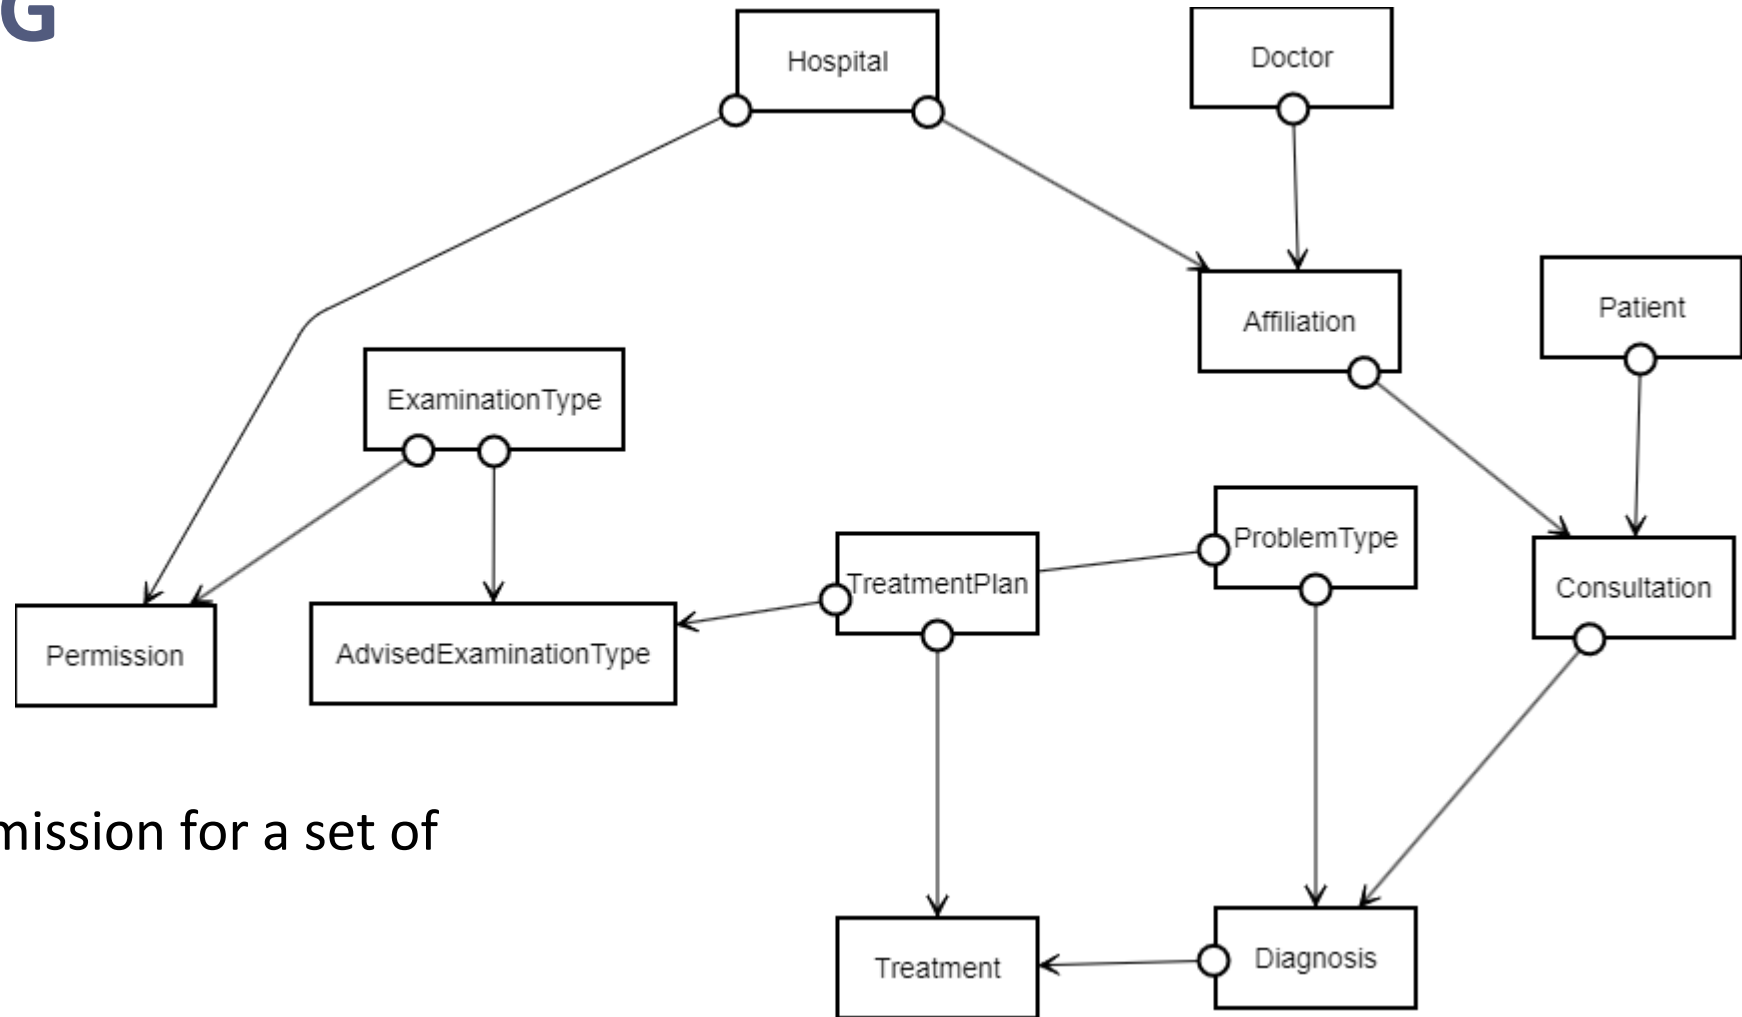 G
Hospital
Doctor
Affiliation
Patient
ExaminationType
ProblemType
TreatmentPlan
Consultation
Permission
AdvisedExaminationType
mission for a set of
Treatment
Diagnosis